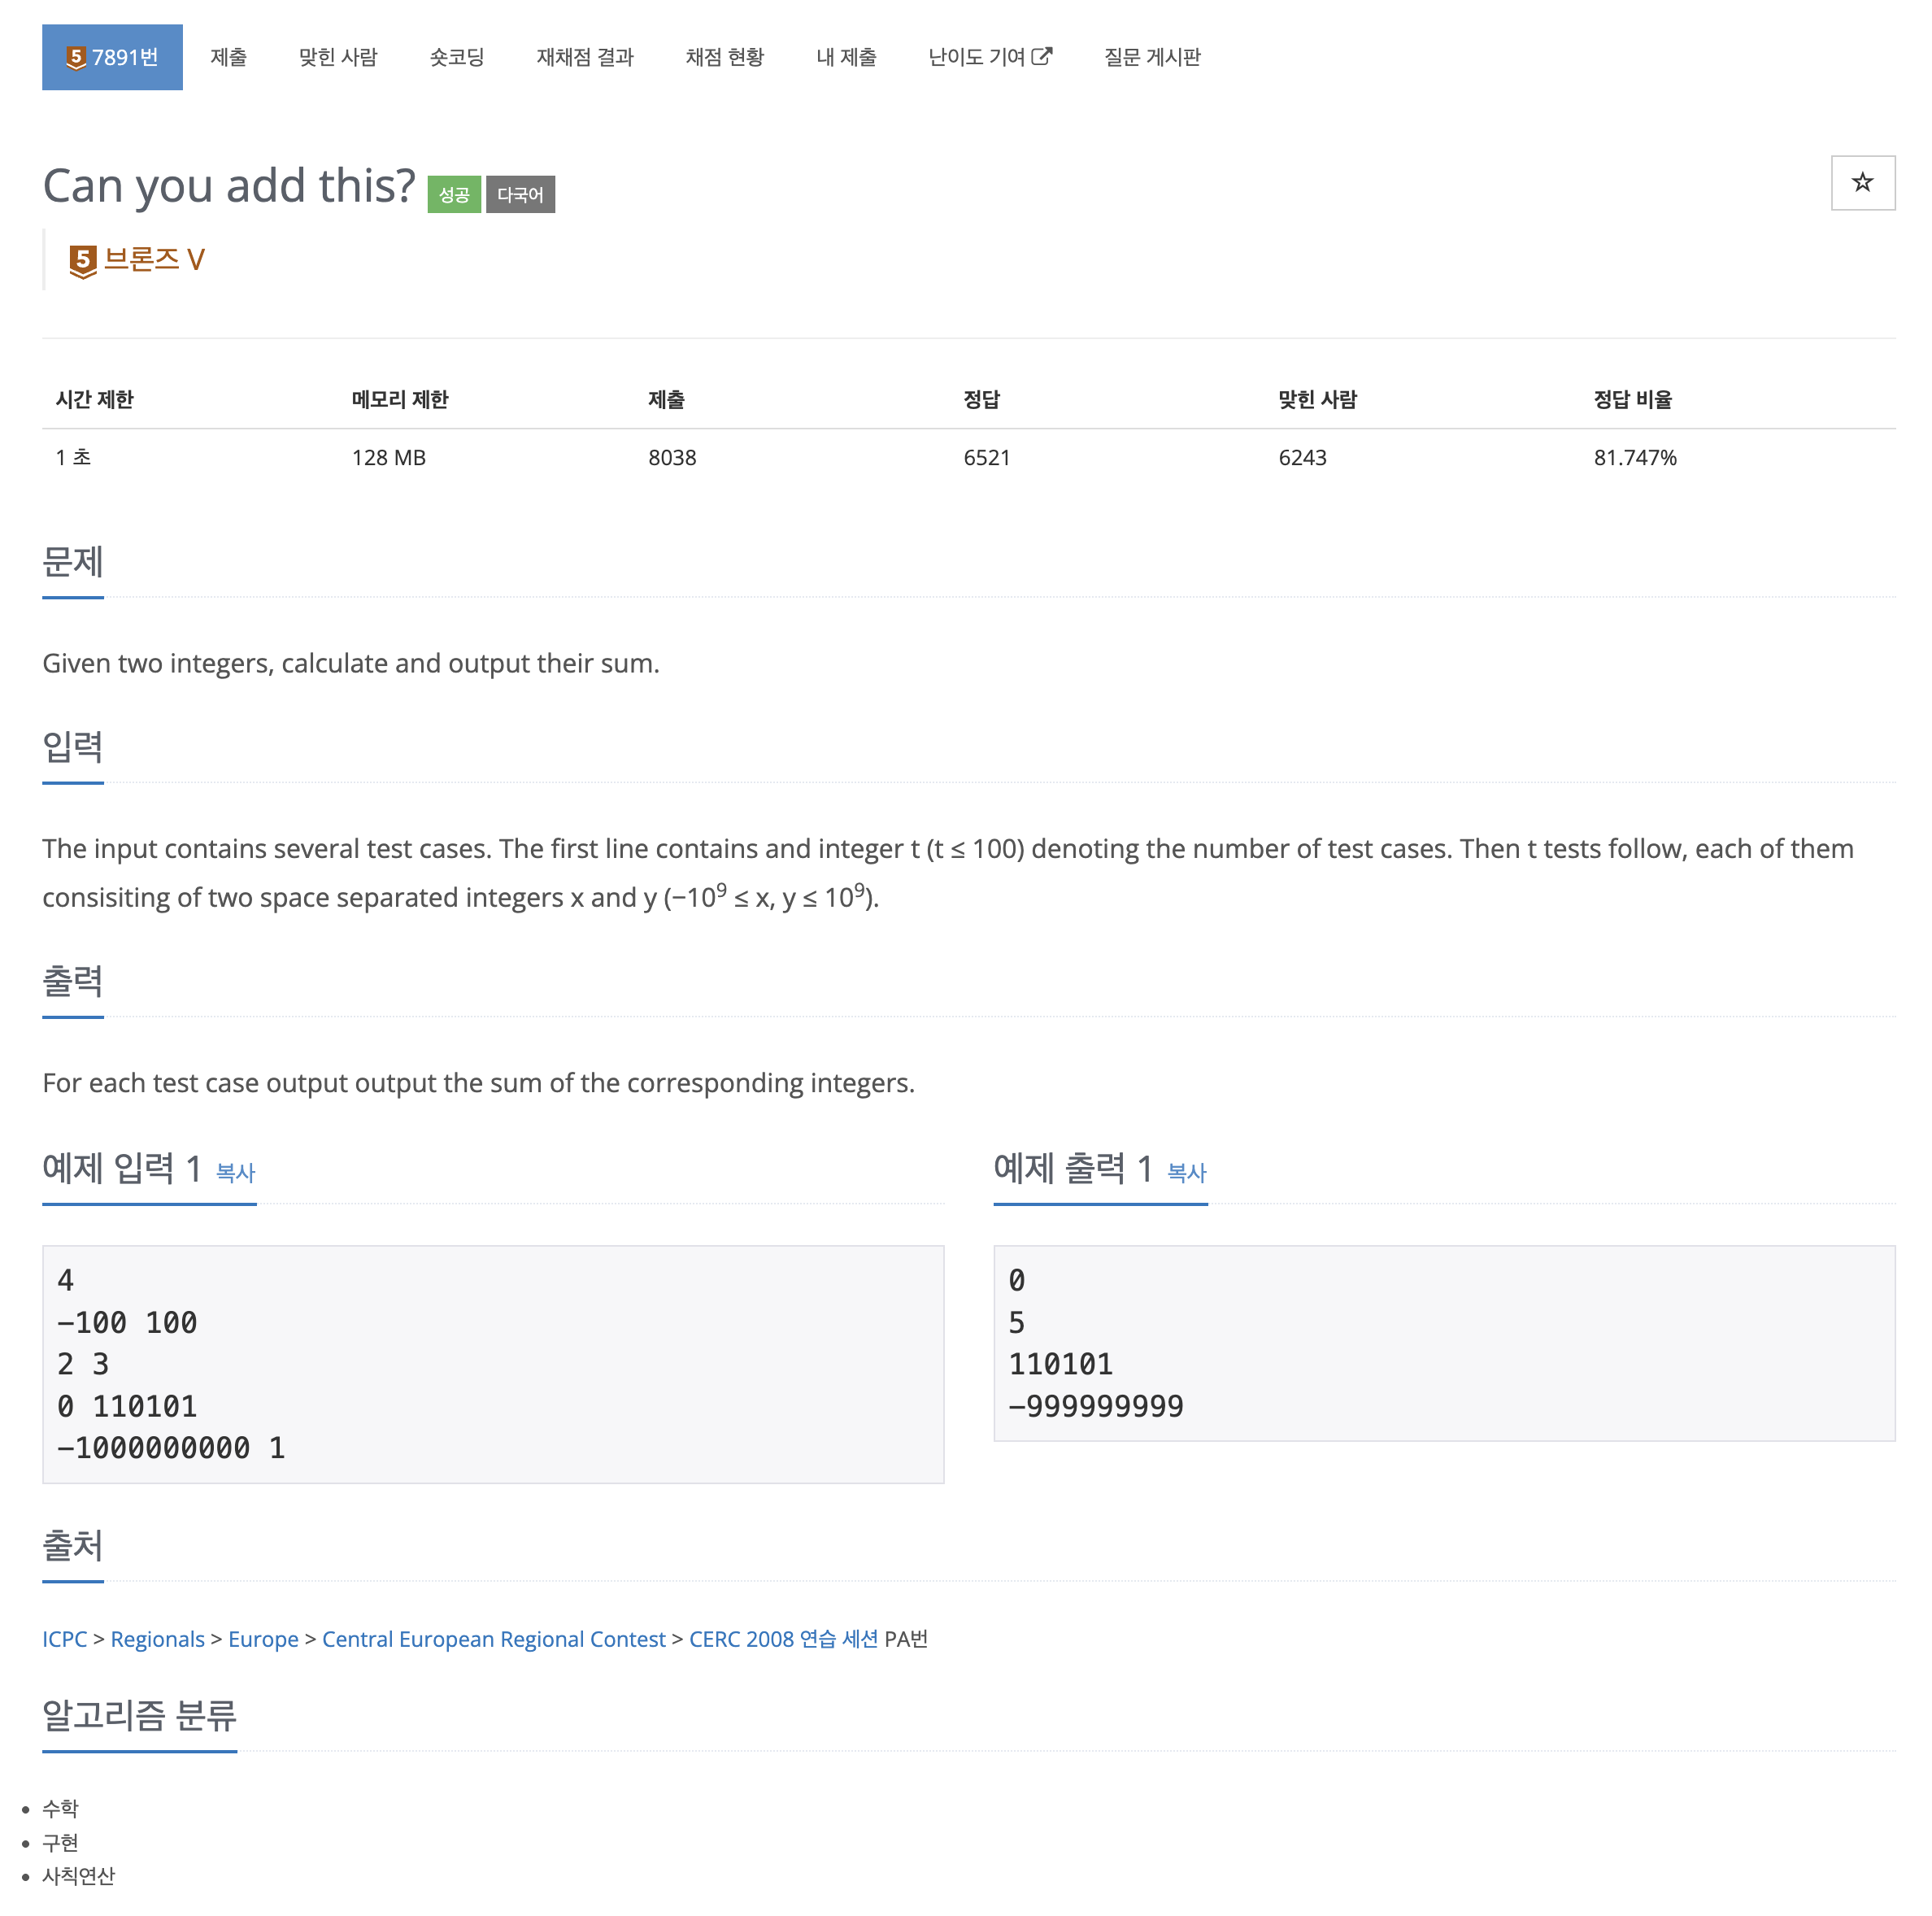 5 7891번 제출 맞힌 사람 숏코딩 재채점 결과 채점 현황 내 제출 난이도 기여 질문 게시판
Can you add this? 성공 다국어
5 브론즈 V
시간 제한 메모리 제한 제출 정답 맞힌 사람 정답 비율
1 초 128 MB 8038 6521 6243 81.747%
문제
Given two integers, calculate and output their sum.
입력
The input contains several test cases. The first line contains and integer t (t ≤ 100) denoting the number of test cases. Then t tests follow, each of them
consisiting of two space separated integers x and y (−10⁹ ≤ x, y ≤ 10⁹).
출력
For each test case output output the sum of the corresponding integers.
예제 입력 1 복사
4
-100 100
2 3
0 110101
-1000000000 1
예제 출력 1 복사
0
5
110101
-999999999
출처
ICPC > Regionals > Europe > Central European Regional Contest > CERC 2008 연습 세션 PA번
알고리즘 분류
수학
구현
사칙연산